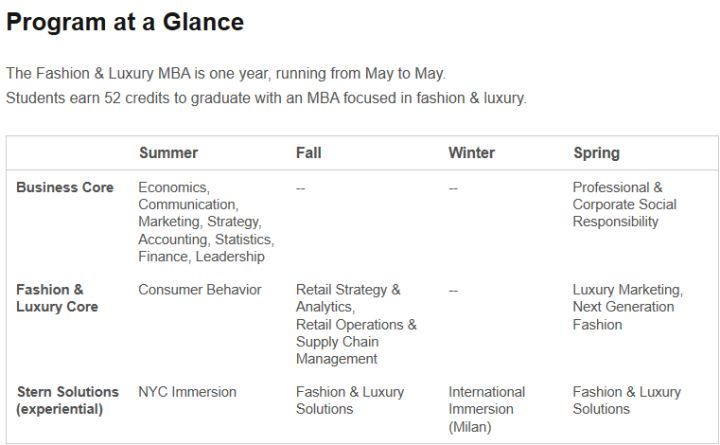 Program at a Glance
The Fashion & Luxury MBA is one year, running from May to May.
Students earn 52 credits to graduate with an MBA focused in fashion & luxury.
Summer Fall Winter Spring
Business Core Economics, -- -- Professional &
Communication, Corporate Social
Marketing, Strategy, Responsibility
Accounting, Statistics,
Finance, Leadership
Fashion & Consumer Behavior Retail Strategy & -- Luxury Marketing,
Luxury Core Analytics, Next Generation
Retail Operations & Fashion
Supply Chain
Management
Stern Solutions NYC Immersion Fashion & Luxury International Fashion & Luxury
(experiential) Solutions Immersion Solutions
(Milan)